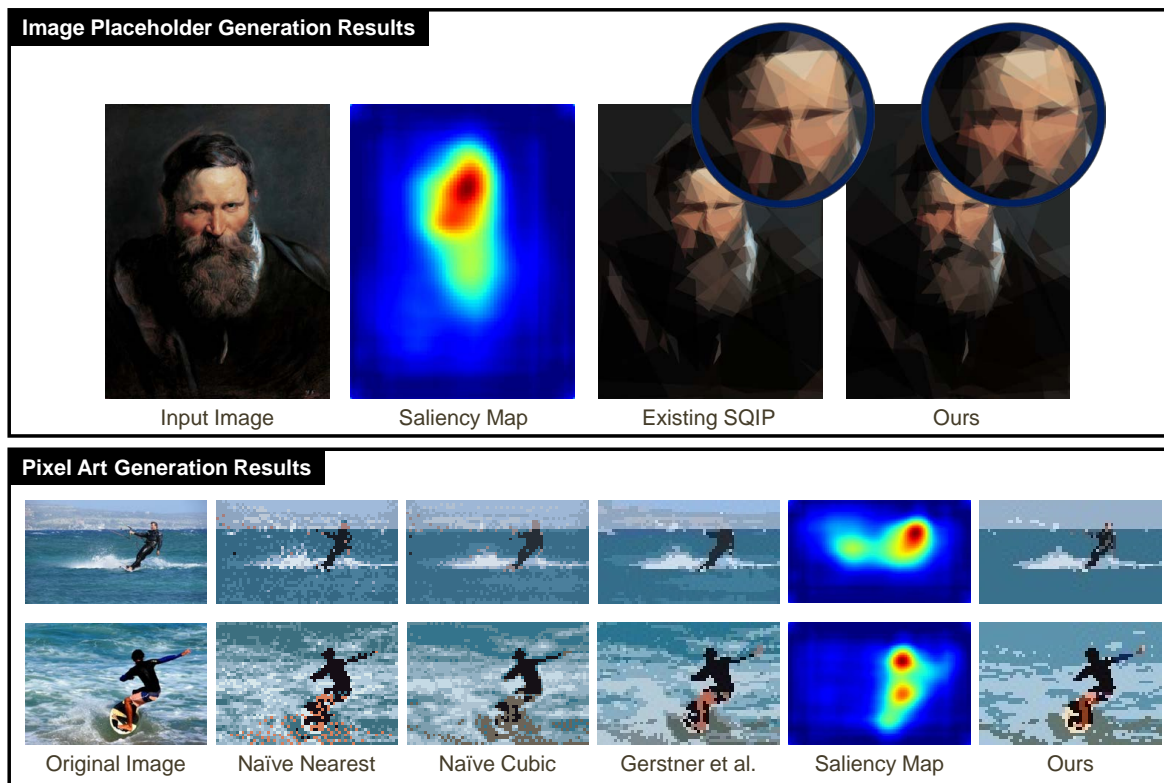 Image Placeholder Generation Results
Input Image
Saliency Map
Existing SQIP
Ours
Pixel Art Generation Results
Original Image
Naïve Nearest
Naïve Cubic
Gerstner et al.
Saliency Map
Ours